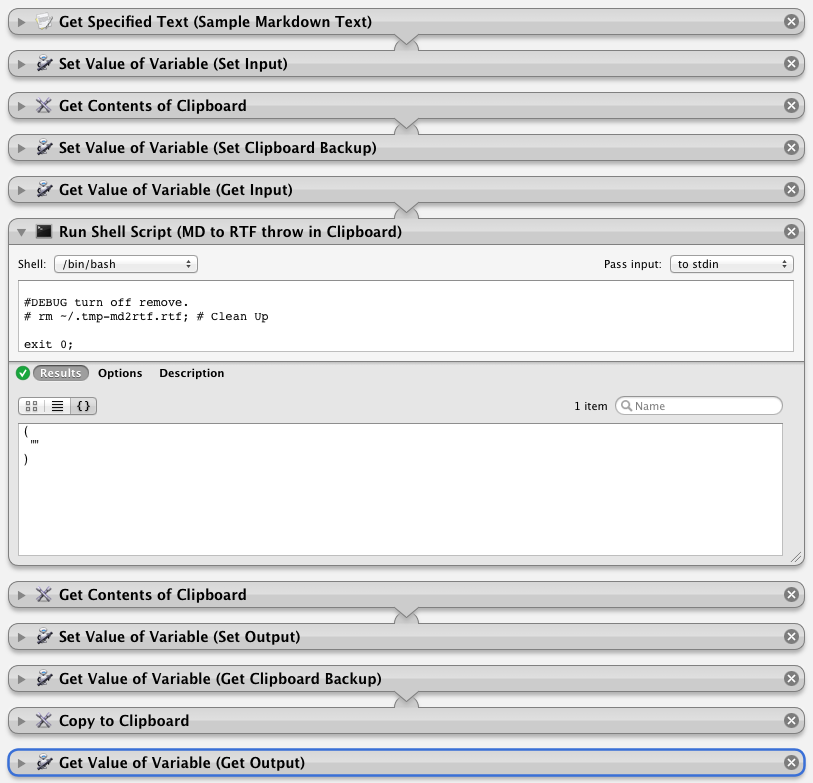 Get Specified Text (Sample Markdown Text)
Set Value of Variable (Set Input)
Get Contents of Clipboard
Set Value of Variable (Set Clipboard Backup)
Get Value of Variable (Get Input)
Run Shell Script (MD to RTF throw in Clipboard)
Shell: /bin/bash Pass input: to stdin
#DEBUG turn off remove.
# rm ~/.tmp-md2rtf.rtf; # Clean Up
exit 0;
Results Options Description
{} 1 item Name
(
""
)
Get Contents of Clipboard
Set Value of Variable (Set Output)
Get Value of Variable (Get Clipboard Backup)
Copy to Clipboard
Get Value of Variable (Get Output)